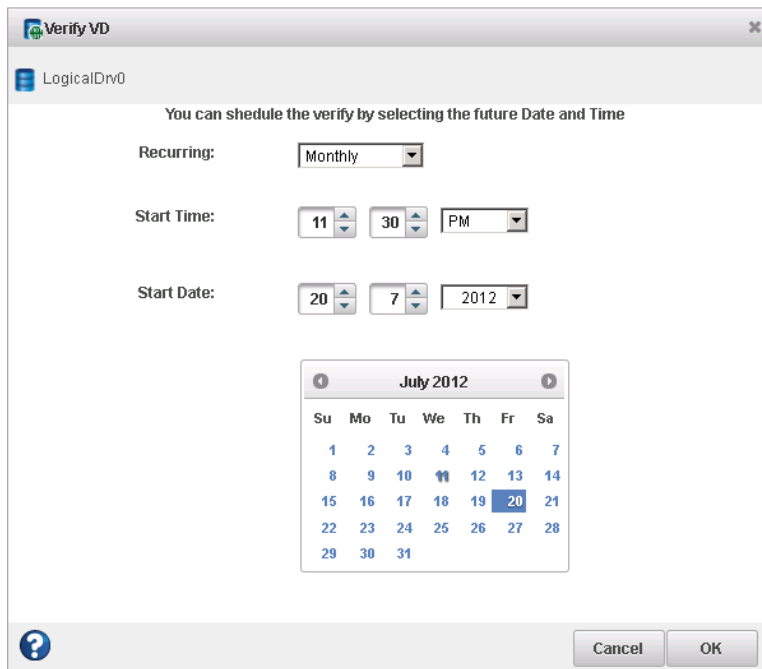 Verify VD
LogicalDrv0
You can shedule the verify by selecting the future Date and Time
Recurring: Monthly
Start Time: 11 30 PM
Start Date: 20 7 2012
July 2012
Su Mo Tu We Th Fr Sa
1 2 3 4 5 6 7
8 9 10 11 12 13 14
15 16 17 18 19 20 21
22 23 24 25 26 27 28
29 30 31
? Cancel OK